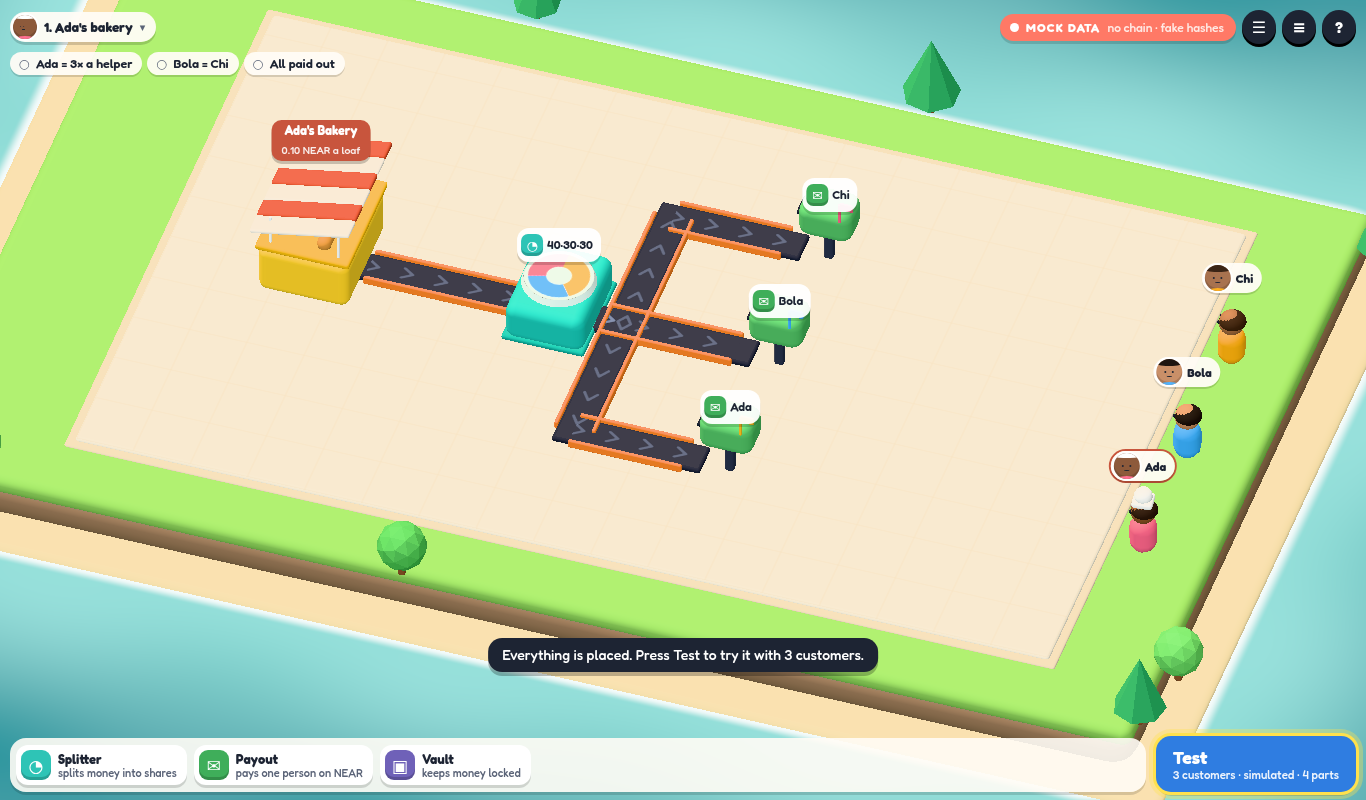 1. Ada's bakery ▾
MOCK DATA no chain · fake hashes
?
Ada = 3× a helper
Bola = Chi
All paid out
Ada's Bakery
0.10 NEAR a loaf
Chi
40·30·30
Bola
Ada
Chi
Bola
Ada
Everything is placed. Press Test to try it with 3 customers.
Splitter
splits money into shares
Payout
pays one person on NEAR
Vault
keeps money locked
Test
3 customers · simulated · 4 parts